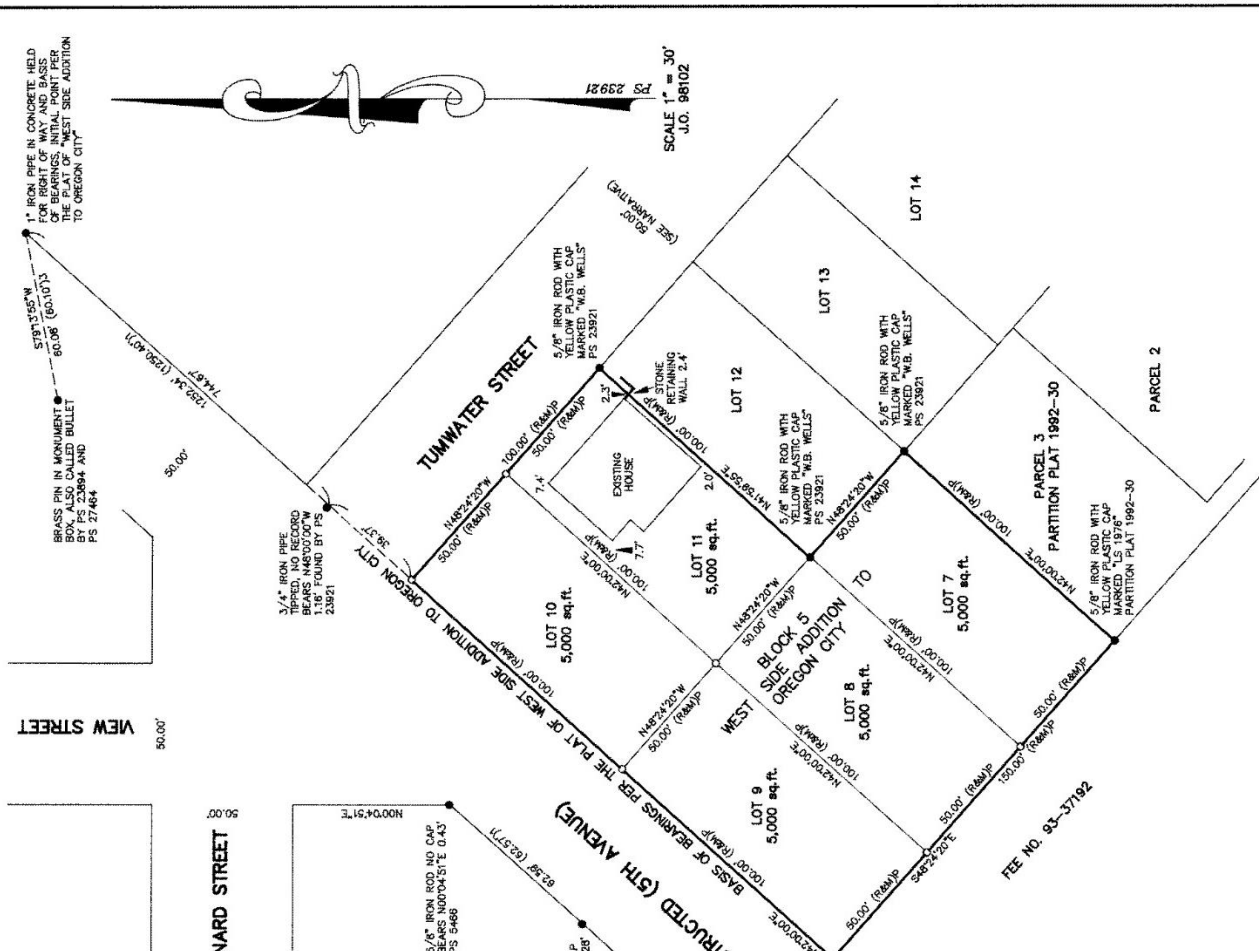 1" IRON PIPE IN CONCRETE HELD
FOR RIGHT OF WAY AND BASIS
OF BEARINGS, INITIAL POINT PER
THE PLAT OF "WEST SIDE ADDITION
TO OREGON CITY"
S79°13'55"W
60.06' (60.10')3
BRASS PIN IN MONUMENT
BOX, ALSO CALLED BULLET
BY PS 23894 AND
PS 27464
744.67'
1252.34' (1250.40')1
50.00'
PS 23921
SCALE 1" = 30'
J.O. 98102
3/4" IRON PIPE
TIPPED, NO RECORD
BEARS N48°00'00"W
1.16' FOUND BY PS
23921
39.37'
TUMWATER STREET
50.00'
(SEE NARRATIVE)
5/8" IRON ROD WITH
YELLOW PLASTIC CAP
MARKED "W.B. WELLS"
PS 23921
N48°24'20"W
100.00' (R&M)P
50.00' (R&M)P
50.00' (R&M)P
STONE
RETAINING
WALL 2.4'
2.3'
7.4'
EXISTING
HOUSE
2.0'
7.7'
100.00' (R&M)P
N41°59'55"E
LOT 14
LOT 13
LOT 12
LOT 11
5,000 sq.ft.
N42°00'00"E
100.00' (R&M)P
LOT 10
5,000 sq.ft.
100.00' (R&M)P
5/8" IRON ROD WITH
YELLOW PLASTIC CAP
MARKED "W.B. WELLS"
PS 23921
5/8" IRON ROD WITH
YELLOW PLASTIC CAP
MARKED "W.B. WELLS"
PS 23921
N48°24'20"W
50.00' (R&M)P
N48°24'20"W
50.00' (R&M)P
N48°24'20"W
50.00' (R&M)P
BLOCK 5
WEST SIDE ADDITION TO
OREGON CITY
PARCEL 2
PARCEL 3
PARTITION PLAT 1992-30
100.00' (R&M)P
N42°00'00"E
5/8" IRON ROD WITH
YELLOW PLASTIC CAP
MARKED "LS 1976"
PARTITION PLAT 1992-30
LOT 7
5,000 sq.ft.
100.00' (R&M)P
N42°00'00"E
LOT 8
5,000 sq.ft.
100.00' (R&M)P
N42°00'00"E
LOT 9
5,000 sq.ft.
100.00' (R&M)P
N42°00'00"E
50.00' (R&M)P
150.00' (R&M)P
50.00' (R&M)P
S48°24'20"E
50.00' (R&M)P
FEE NO. 93-37192
BASIS OF BEARINGS PER THE PLAT OF WEST SIDE ADDITION TO OREGON CITY
(5TH AVENUE)
VIEW STREET
50.00'
STREET
50.00'
N00°04'51"E
5/8" IRON ROD NO CAP
BEARS N00°04'51"E 0.43'
PS 5466
62.59' (62.57')1